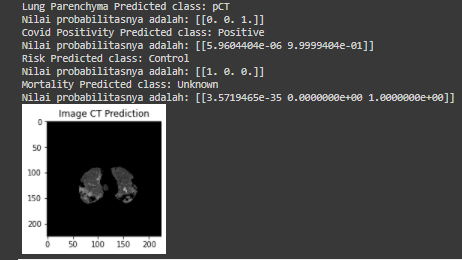 Lung Parenchyma Predicted class: pCT
Nilai probabilitasnya adalah: [[0. 0. 1.]]
Covid Positivity Predicted class: Positive
Nilai probabilitasnya adalah: [[5.9604404e-06 9.9999404e-01]]
Risk Predicted class: Control
Nilai probabilitasnya adalah: [[1. 0. 0.]]
Mortality Predicted class: Unknown
Nilai probabilitasnya adalah: [[3.5719465e-35 0.0000000e+00 1.0000000e+00]]
Image CT Prediction
0
50
100
150
200
0 50 100 150 200